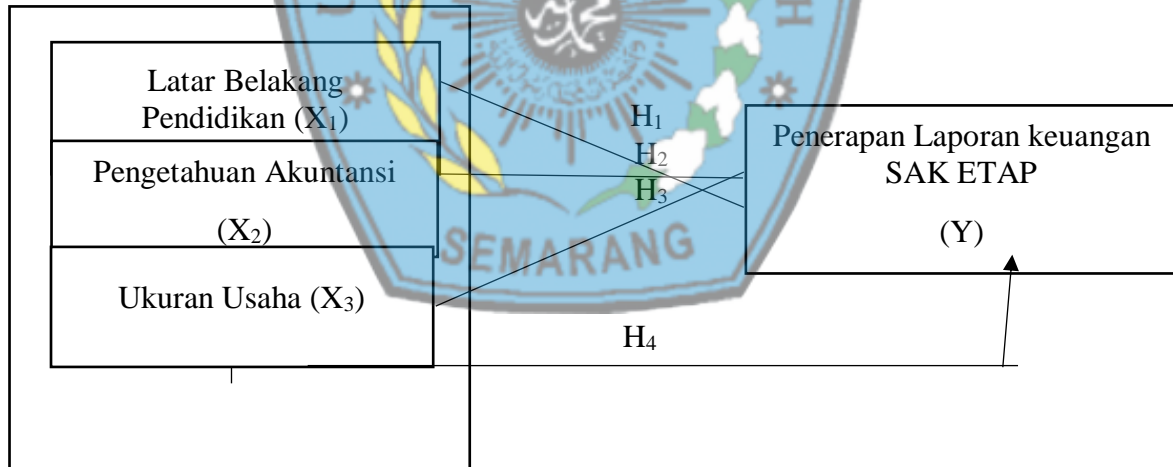 Latar Belakang
Pendidikan (X₁)
Pengetahuan Akuntansi
(X₂)
Ukuran Usaha (X₃)
H₁
H₂
H₃
H₄
Penerapan Laporan keuangan
SAK ETAP
(Y)
SEMARANG